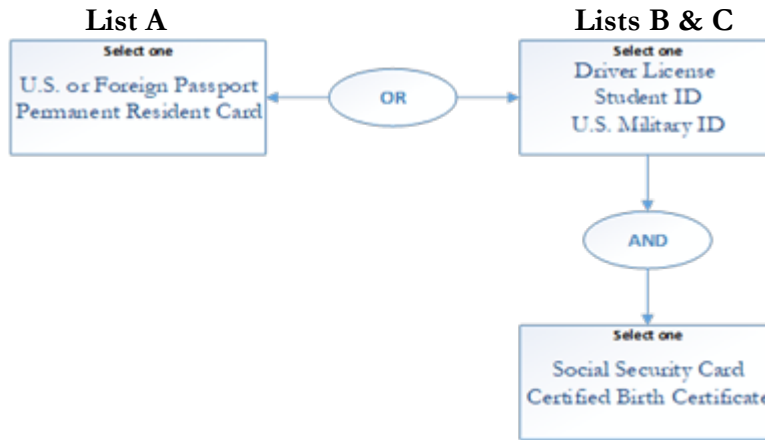 List A
Select one
U.S. or Foreign Passport
Permanent Resident Card
OR
Lists B & C
Select one
Driver License
Student ID
U.S. Military ID
AND
Select one
Social Security Card
Certified Birth Certificate